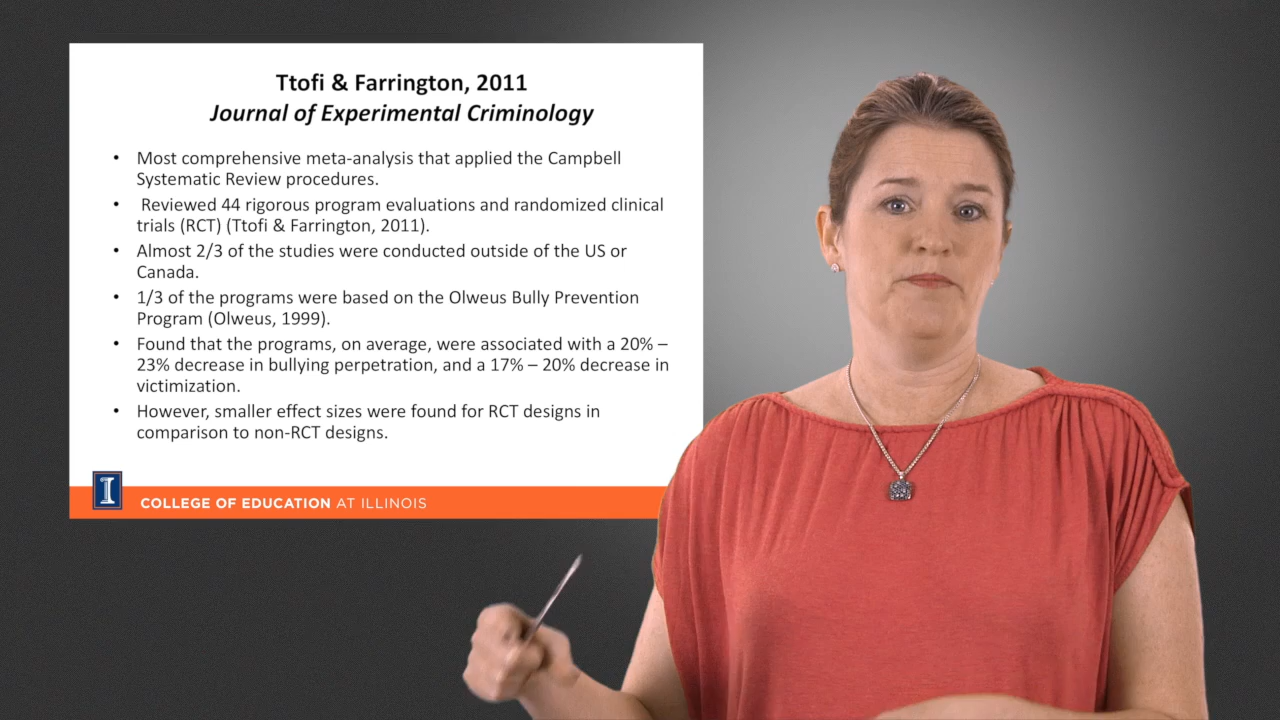 Ttofi & Farrington, 2011
Journal of Experimental Criminology
• Most comprehensive meta-analysis that applied the Campbell
Systematic Review procedures.
• Reviewed 44 rigorous program evaluations and randomized clinical
trials (RCT) (Ttofi & Farrington, 2011).
• Almost 2/3 of the studies were conducted outside of the US or
Canada.
• 1/3 of the programs were based on the Olweus Bully Prevention
Program (Olweus, 1999).
• Found that the programs, on average, were associated with a 20% –
23% decrease in bullying perpetration, and a 17% – 20% decrease in
victimization.
• However, smaller effect sizes were found for RCT designs in
comparison to non-RCT designs.
I COLLEGE OF EDUCATION AT ILLINOIS